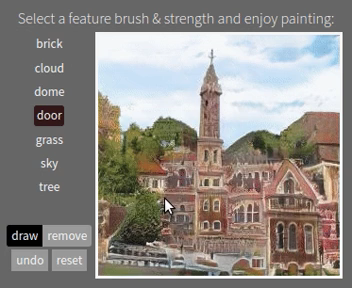 Select a feature brush & strength and enjoy painting:
brick
cloud
dome
door
grass
sky
tree
draw remove
undo reset